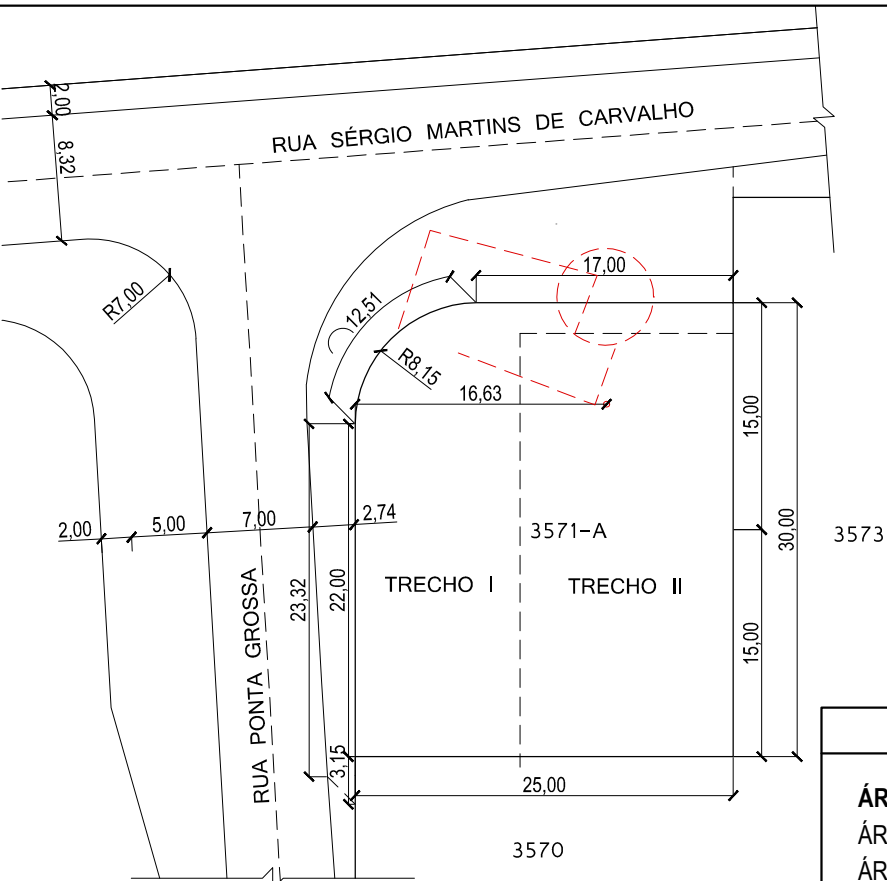 2,00
RUA SÉRGIO MARTINS DE CARVALHO
8,32
17,00
R7,00
12,51
R8,15
16,63
15,00
2,00
5,00
7,00
2,74
3571-A
30,00
3573
TRECHO I
TRECHO II
23,32
22,00
RUA PONTA GROSSA
15,00
3,15
25,00
3570
ÁR
ÁR
ÁR